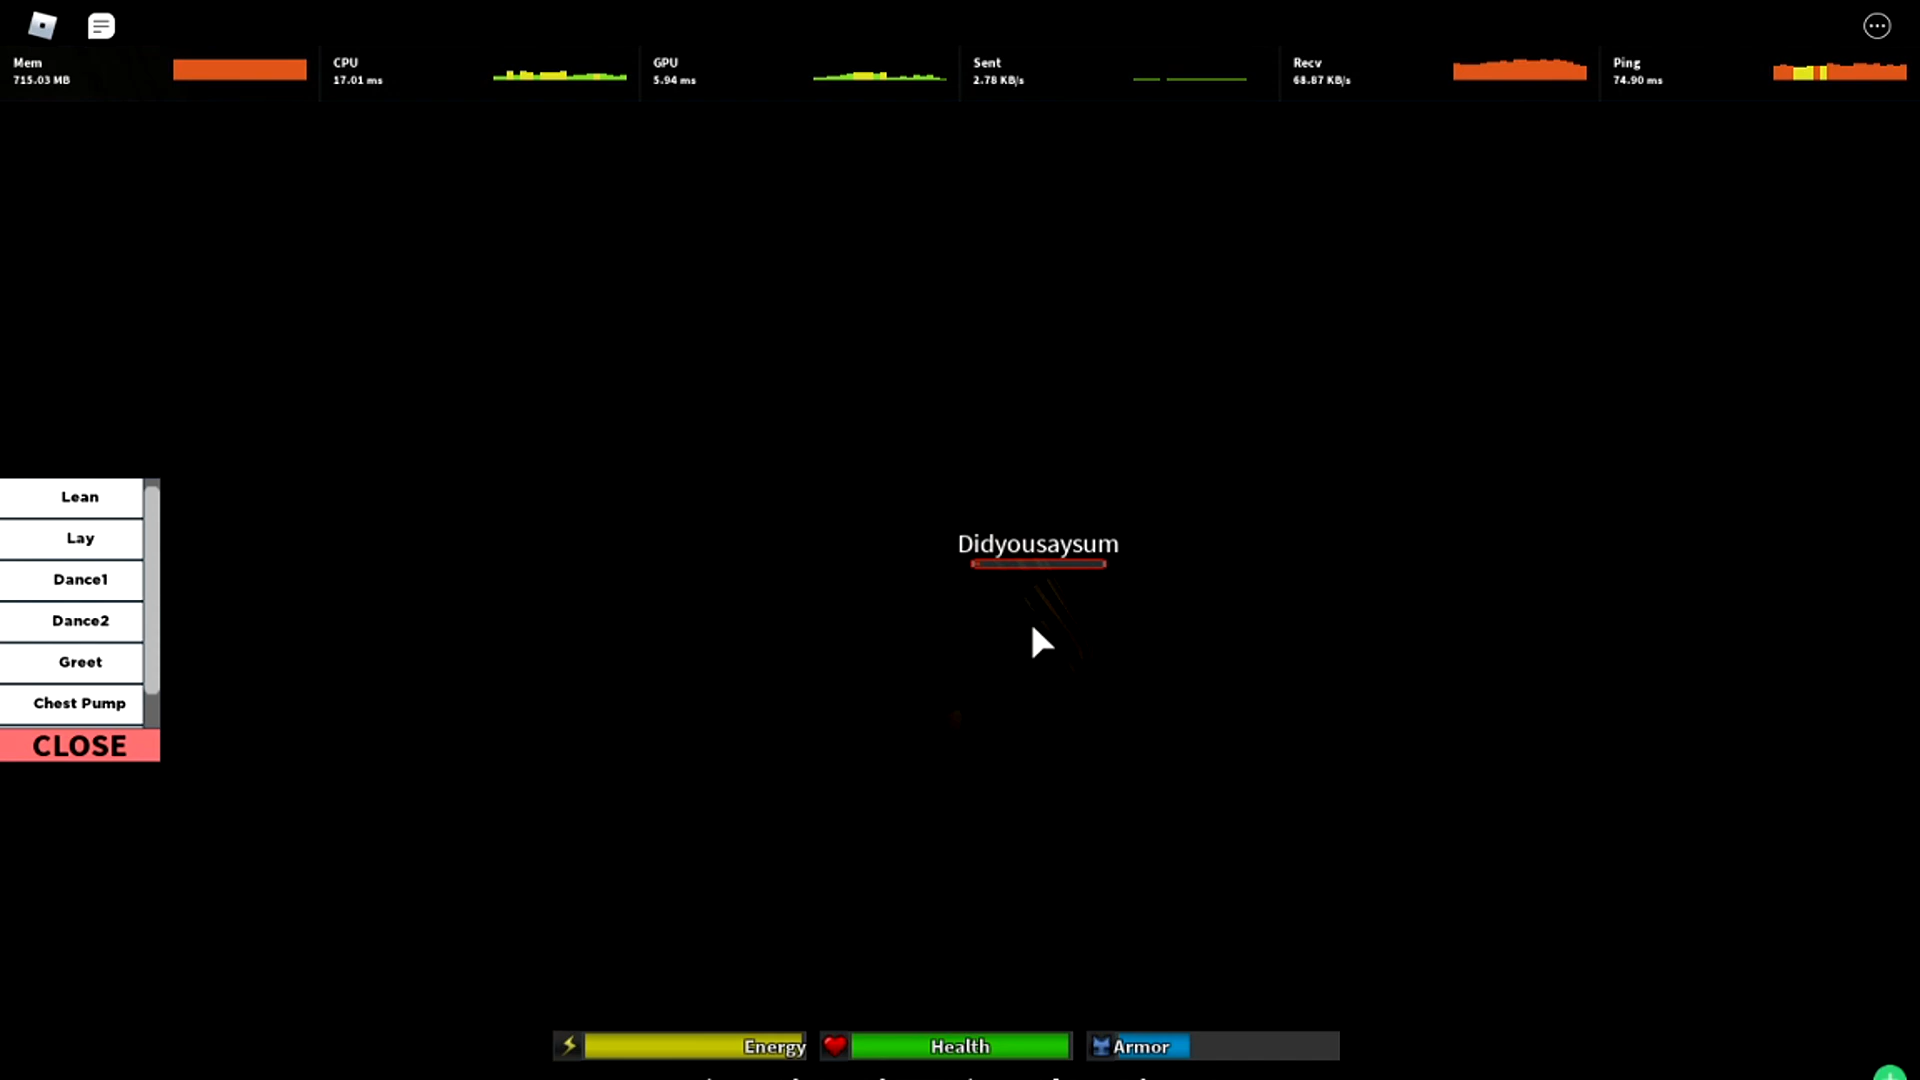 Mem
715.03 MB
CPU
17.01 ms
GPU
5.94 ms
Sent
2.78 KB/s
Recv
68.87 KB/s
Ping
74.90 ms
Didyousaysum
Lean
Lay
Dance1
Dance2
Greet
Chest Pump
CLOSE
Energy
Health
Armor